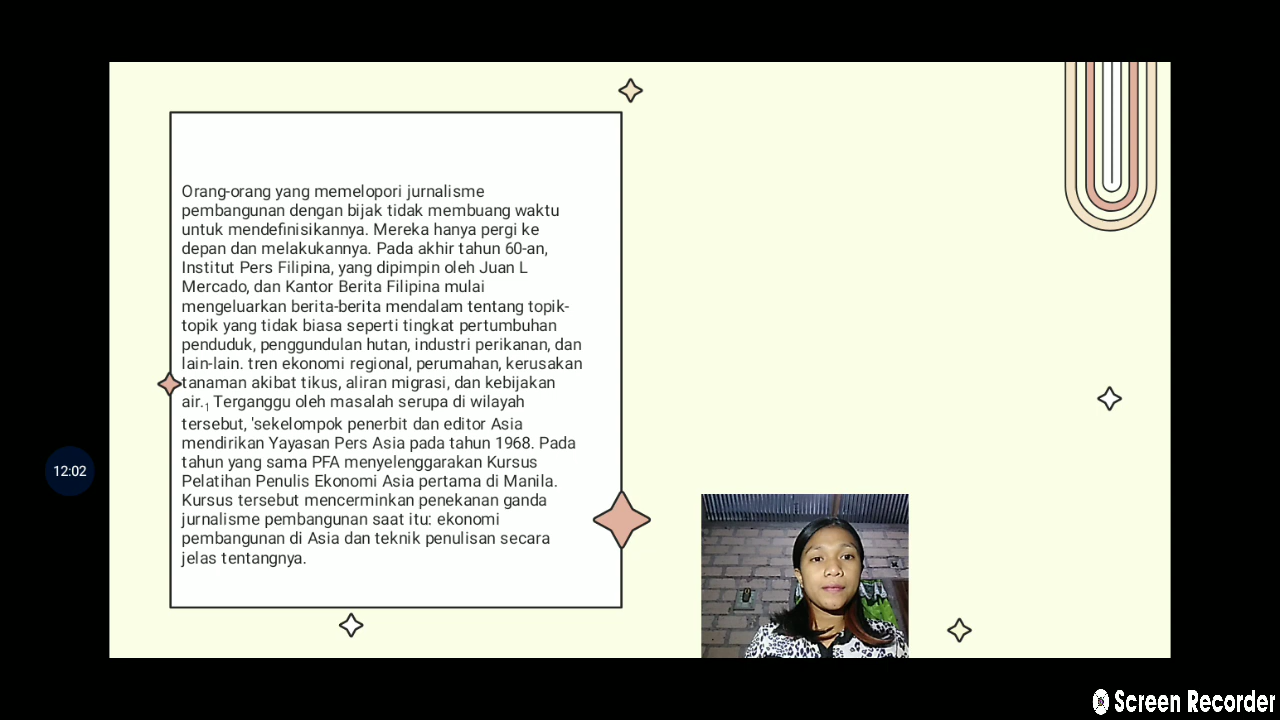 Orang-orang yang memelopori jurnalisme
pembangunan dengan bijak tidak membuang waktu
untuk mendefinisikannya. Mereka hanya pergi ke
depan dan melakukannya. Pada akhir tahun 60-an,
Institut Pers Filipina, yang dipimpin oleh Juan L
Mercado, dan Kantor Berita Filipina mulai
mengeluarkan berita-berita mendalam tentang topik-
topik yang tidak biasa seperti tingkat pertumbuhan
penduduk, penggundulan hutan, industri perikanan, dan
lain-lain. tren ekonomi regional, perumahan, kerusakan
tanaman akibat tikus, aliran migrasi, dan kebijakan
air.₁ Terganggu oleh masalah serupa di wilayah
tersebut, 'sekelompok penerbit dan editor Asia
mendirikan Yayasan Pers Asia pada tahun 1968. Pada
tahun yang sama PFA menyelenggarakan Kursus
Pelatihan Penulis Ekonomi Asia pertama di Manila.
Kursus tersebut mencerminkan penekanan ganda
jurnalisme pembangunan saat itu: ekonomi
pembangunan di Asia dan teknik penulisan secara
jelas tentangnya.
12:02
Screen Recorder